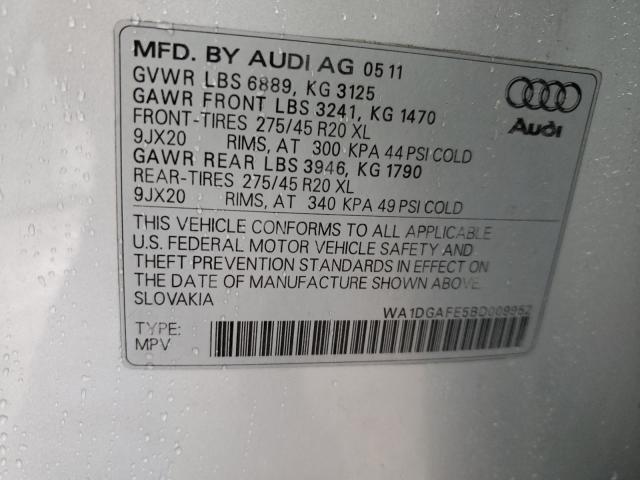 MFD. BY AUDI AG 05 11
GVWR LBS 6889, KG 3125
GAWR FRONT LBS 3241, KG 1470
FRONT-TIRES 275/45 R20 XL
9JX20 RIMS, AT 300 KPA 44 PSI COLD
GAWR REAR LBS 3946, KG 1790
REAR-TIRES 275/45 R20 XL
9JX20 RIMS, AT 340 KPA 49 PSI COLD
Audi
THIS VEHICLE CONFORMS TO ALL APPLICABLE
U.S. FEDERAL MOTOR VEHICLE SAFETY AND
THEFT PREVENTION STANDARDS IN EFFECT ON
THE DATE OF MANUFACTURE SHOWN ABOVE.
SLOVAKIA
WA1DGAFE5BD009952
TYPE:
MPV